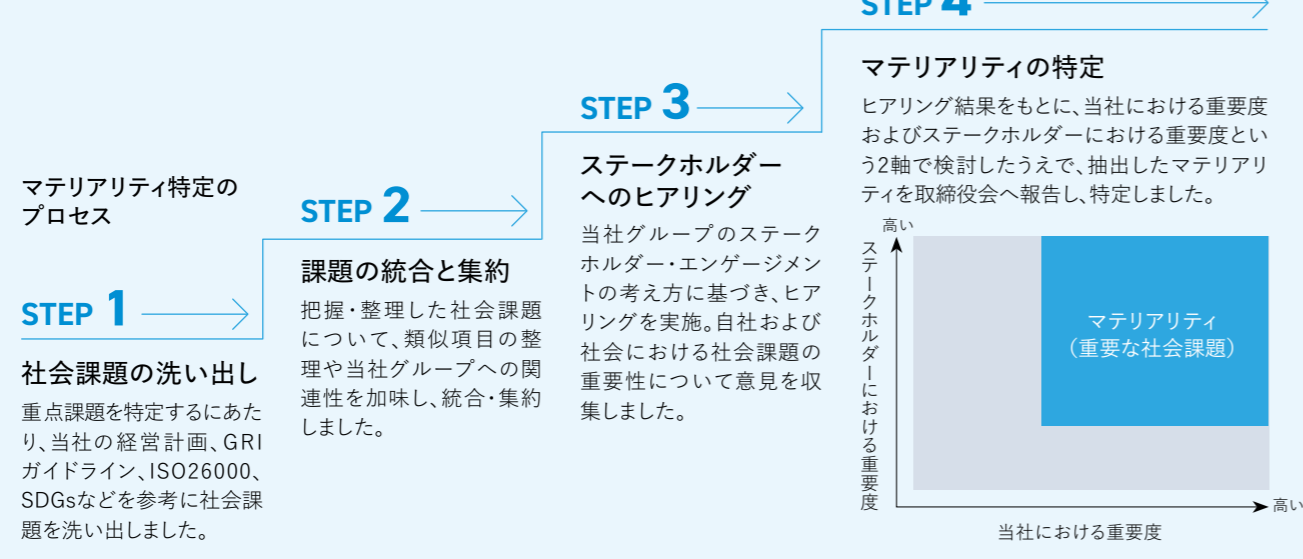 マテリアリティ特定の
プロセス
STEP 1
社会課題の洗い出し
重点課題を特定するにあた
り、当社の経営計画、GRI
ガイドライン、ISO26000、
SDGsなどを参考に社会課
題を洗い出しました。
STEP 2
課題の統合と集約
把握・整理した社会課題
について、類似項目の整
理や当社グループへの関
連性を加味し、統合・集約
しました。
STEP 3
ステークホルダー
へのヒアリング
当社グループのステーク
ホルダー・エンゲージメン
トの考え方に基づき、ヒア
リングを実施。自社および
社会における社会課題の
重要性について意見を収
集しました。
STEP 4
マテリアリティの特定
ヒアリング結果をもとに、当社における重要度
およびステークホルダーにおける重要度とい
う2軸で検討したうえで、抽出したマテリアリ
ティを取締役会へ報告し、特定しました。
高い
ステークホルダーにおける重要度
マテリアリティ
（重要な社会課題）
高い
当社における重要度